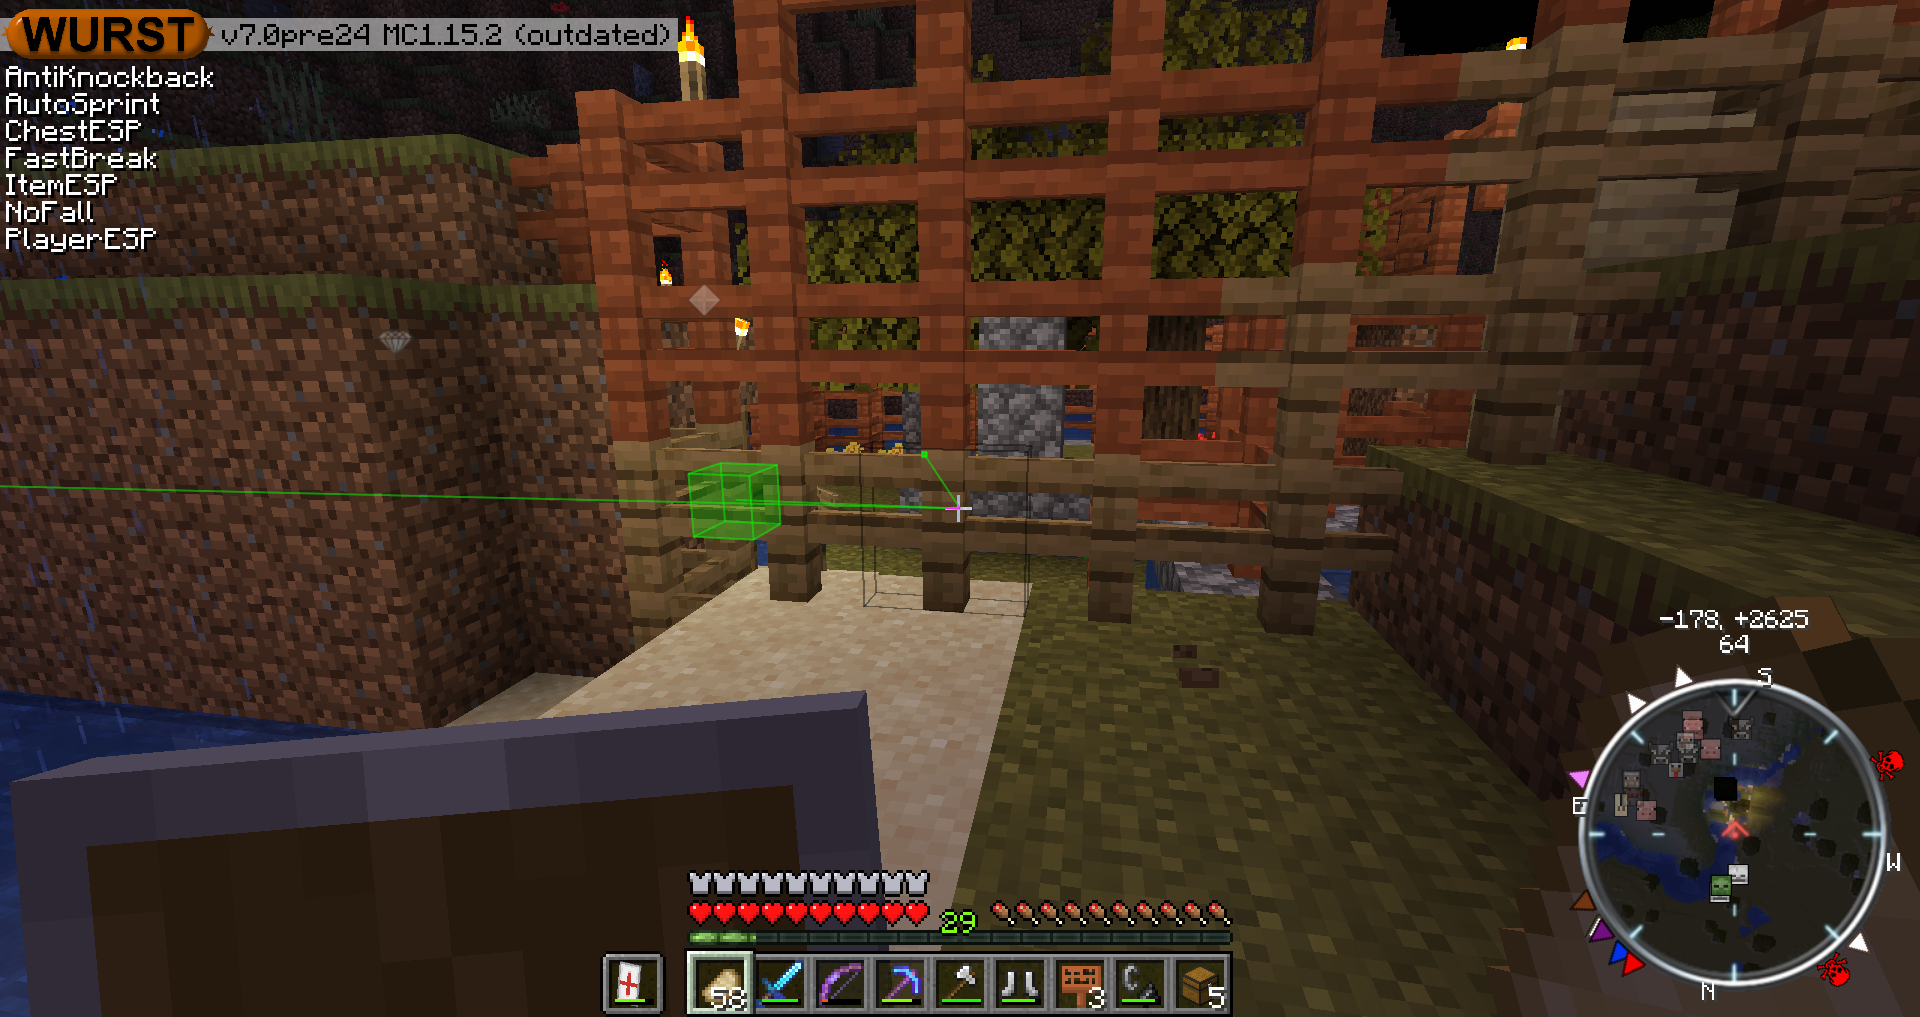 WURST v7.0pre24 MC1.15.2 (outdated)
AntiKnockback
AutoSprint
ChestESP
FastBreak
ItemESP
NoFall
PlayerESP
-178, +2625
64
S
E
W
N
29
58
3
5